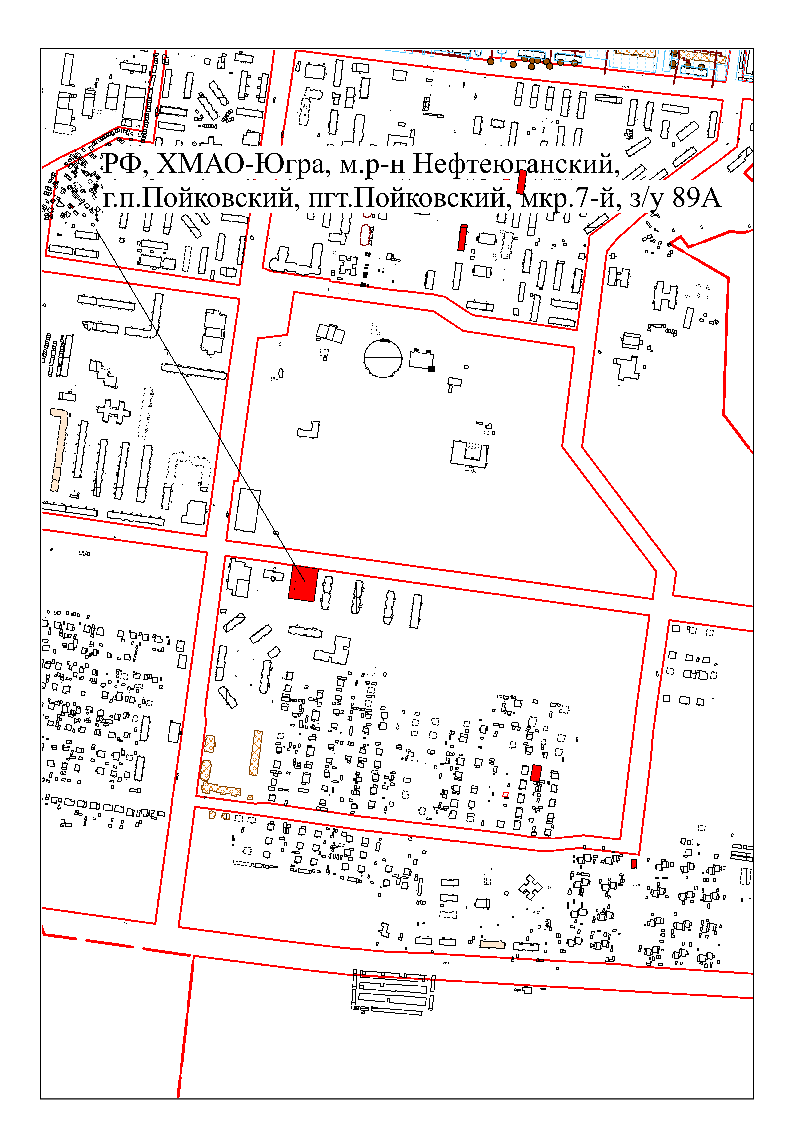 РФ, ХМАО-Югра, м.р-н Нефтеюганский,
г.п.Пойковский, пгт.Пойковский, мкр.7-й, з/у 89А